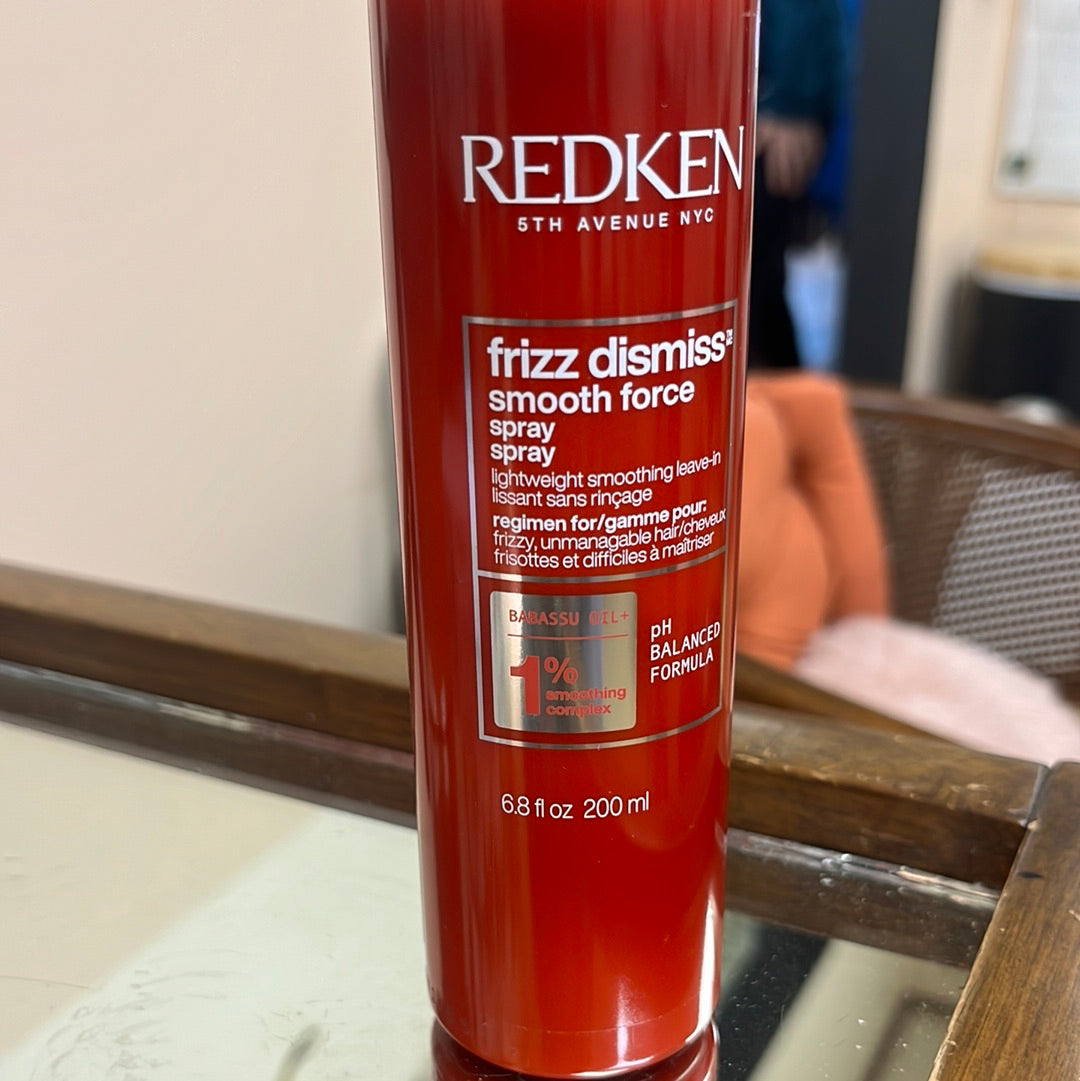 REDKEN
5TH AVENUE NYC
frizz dismiss
smooth force
spray
spray
lightweight smoothing leave-in
lissant sans rinçage
regimen for/gamme pour:
frizzy, unmanagable hair/cheveux
frisottes et difficiles à maîtriser
BABASSU OIL+
1%
smoothing
complex
pH
BALANCED
FORMULA
6.8 fl oz 200 ml